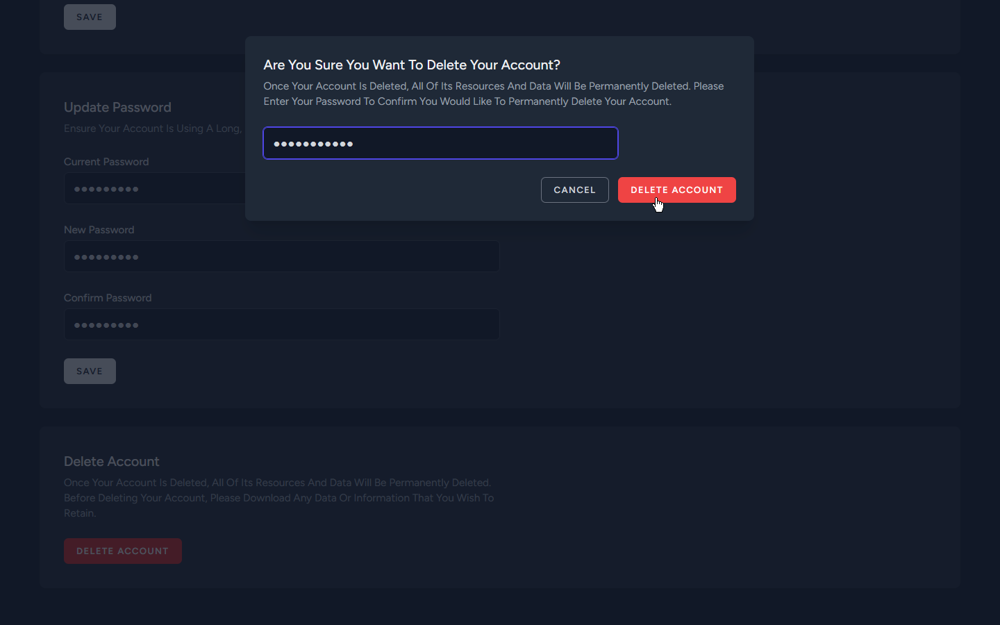 SAVE
Are You Sure You Want To Delete Your Account?
Once Your Account Is Deleted, All Of Its Resources And Data Will Be Permanently Deleted. Please
Enter Your Password To Confirm You Would Like To Permanently Delete Your Account.
●●●●●●●●●●●
CANCEL
DELETE ACCOUNT
Update Password
Ensure Your Account Is Using A Long,
Current Password
●●●●●●●●●
New Password
●●●●●●●●●
Confirm Password
●●●●●●●●●
SAVE
Delete Account
Once Your Account Is Deleted, All Of Its Resources And Data Will Be Permanently Deleted.
Before Deleting Your Account, Please Download Any Data Or Information That You Wish To
Retain.
DELETE ACCOUNT